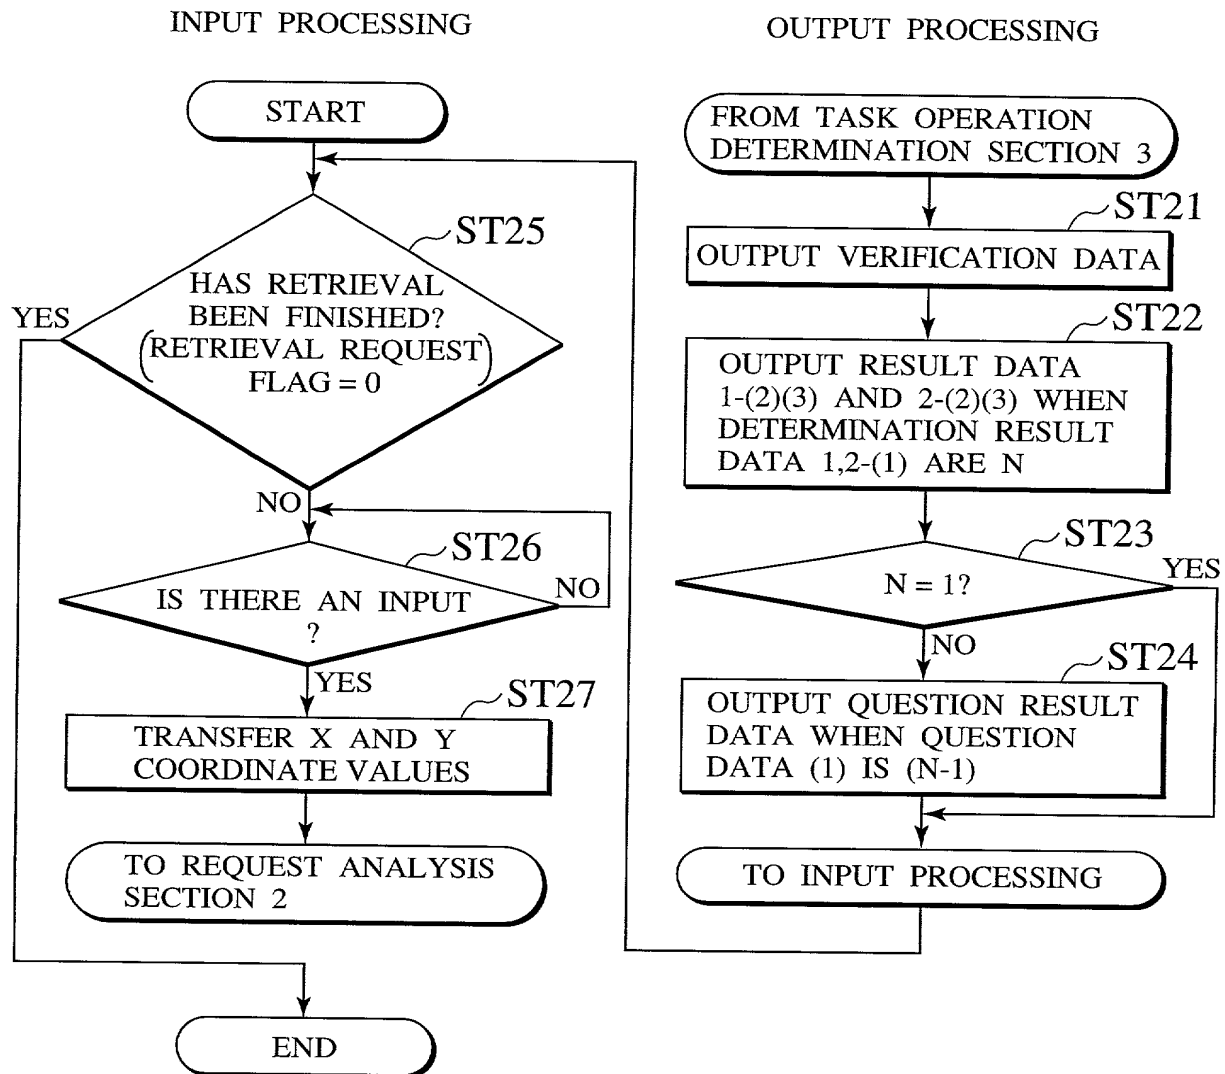 INPUT PROCESSING
START
ST25
HAS RETRIEVAL
BEEN FINISHED?
(RETRIEVAL REQUEST
FLAG = 0)
YES
NO
ST26
IS THERE AN INPUT
?
NO
YES
ST27
TRANSFER X AND Y
COORDINATE VALUES
TO REQUEST ANALYSIS
SECTION 2
END
OUTPUT PROCESSING
FROM TASK OPERATION
DETERMINATION SECTION 3
ST21
OUTPUT VERIFICATION DATA
ST22
OUTPUT RESULT DATA
1-(2)(3) AND 2-(2)(3) WHEN
DETERMINATION RESULT
DATA 1,2-(1) ARE N
ST23
N = 1?
YES
NO
ST24
OUTPUT QUESTION RESULT
DATA WHEN QUESTION
DATA (1) IS (N-1)
TO INPUT PROCESSING